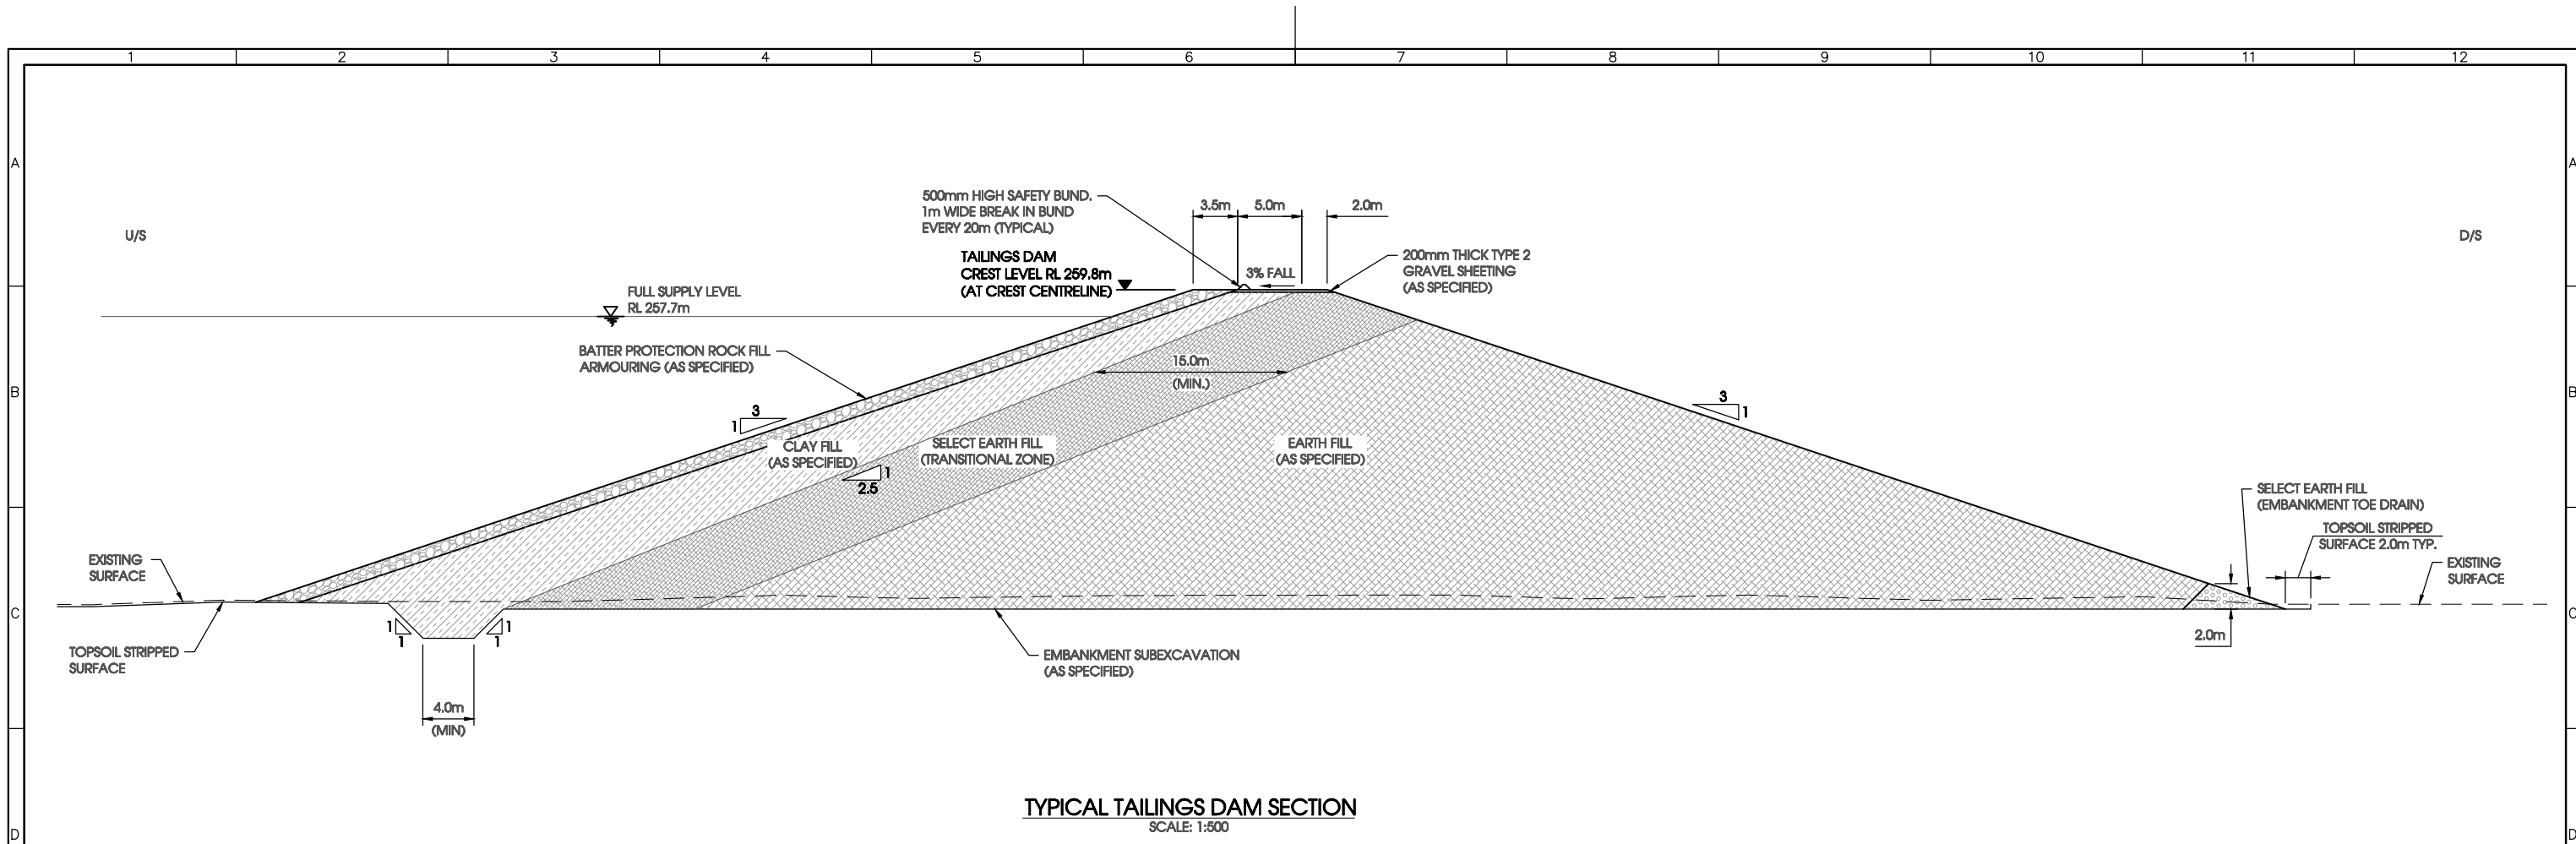 1 2 3 4 5 6 7 8 9 10 11 12
A A
500mm HIGH SAFETY BUND.
1m WIDE BREAK IN BUND
EVERY 20m (TYPICAL)
3.5m 5.0m 2.0m
U/S
D/S
TAILINGS DAM
CREST LEVEL RL 259.8m
(AT CREST CENTRELINE)
3% FALL
200mm THICK TYPE 2
GRAVEL SHEETING
(AS SPECIFIED)
FULL SUPPLY LEVEL
RL 257.7m
BATTER PROTECTION ROCK FILL
ARMOURING (AS SPECIFIED)
15.0m
(MIN.)
B B
3
1
3
1
CLAY FILL
(AS SPECIFIED)
SELECT EARTH FILL
(TRANSITIONAL ZONE)
EARTH FILL
(AS SPECIFIED)
1
2.5
SELECT EARTH FILL
(EMBANKMENT TOE DRAIN)
TOPSOIL STRIPPED
SURFACE 2.0m TYP.
EXISTING
SURFACE
EXISTING
SURFACE
C C
1
1
1
1
2.0m
TOPSOIL STRIPPED
SURFACE
EMBANKMENT SUBEXCAVATION
(AS SPECIFIED)
4.0m
(MIN)
TYPICAL TAILINGS DAM SECTION
SCALE: 1:500
D D